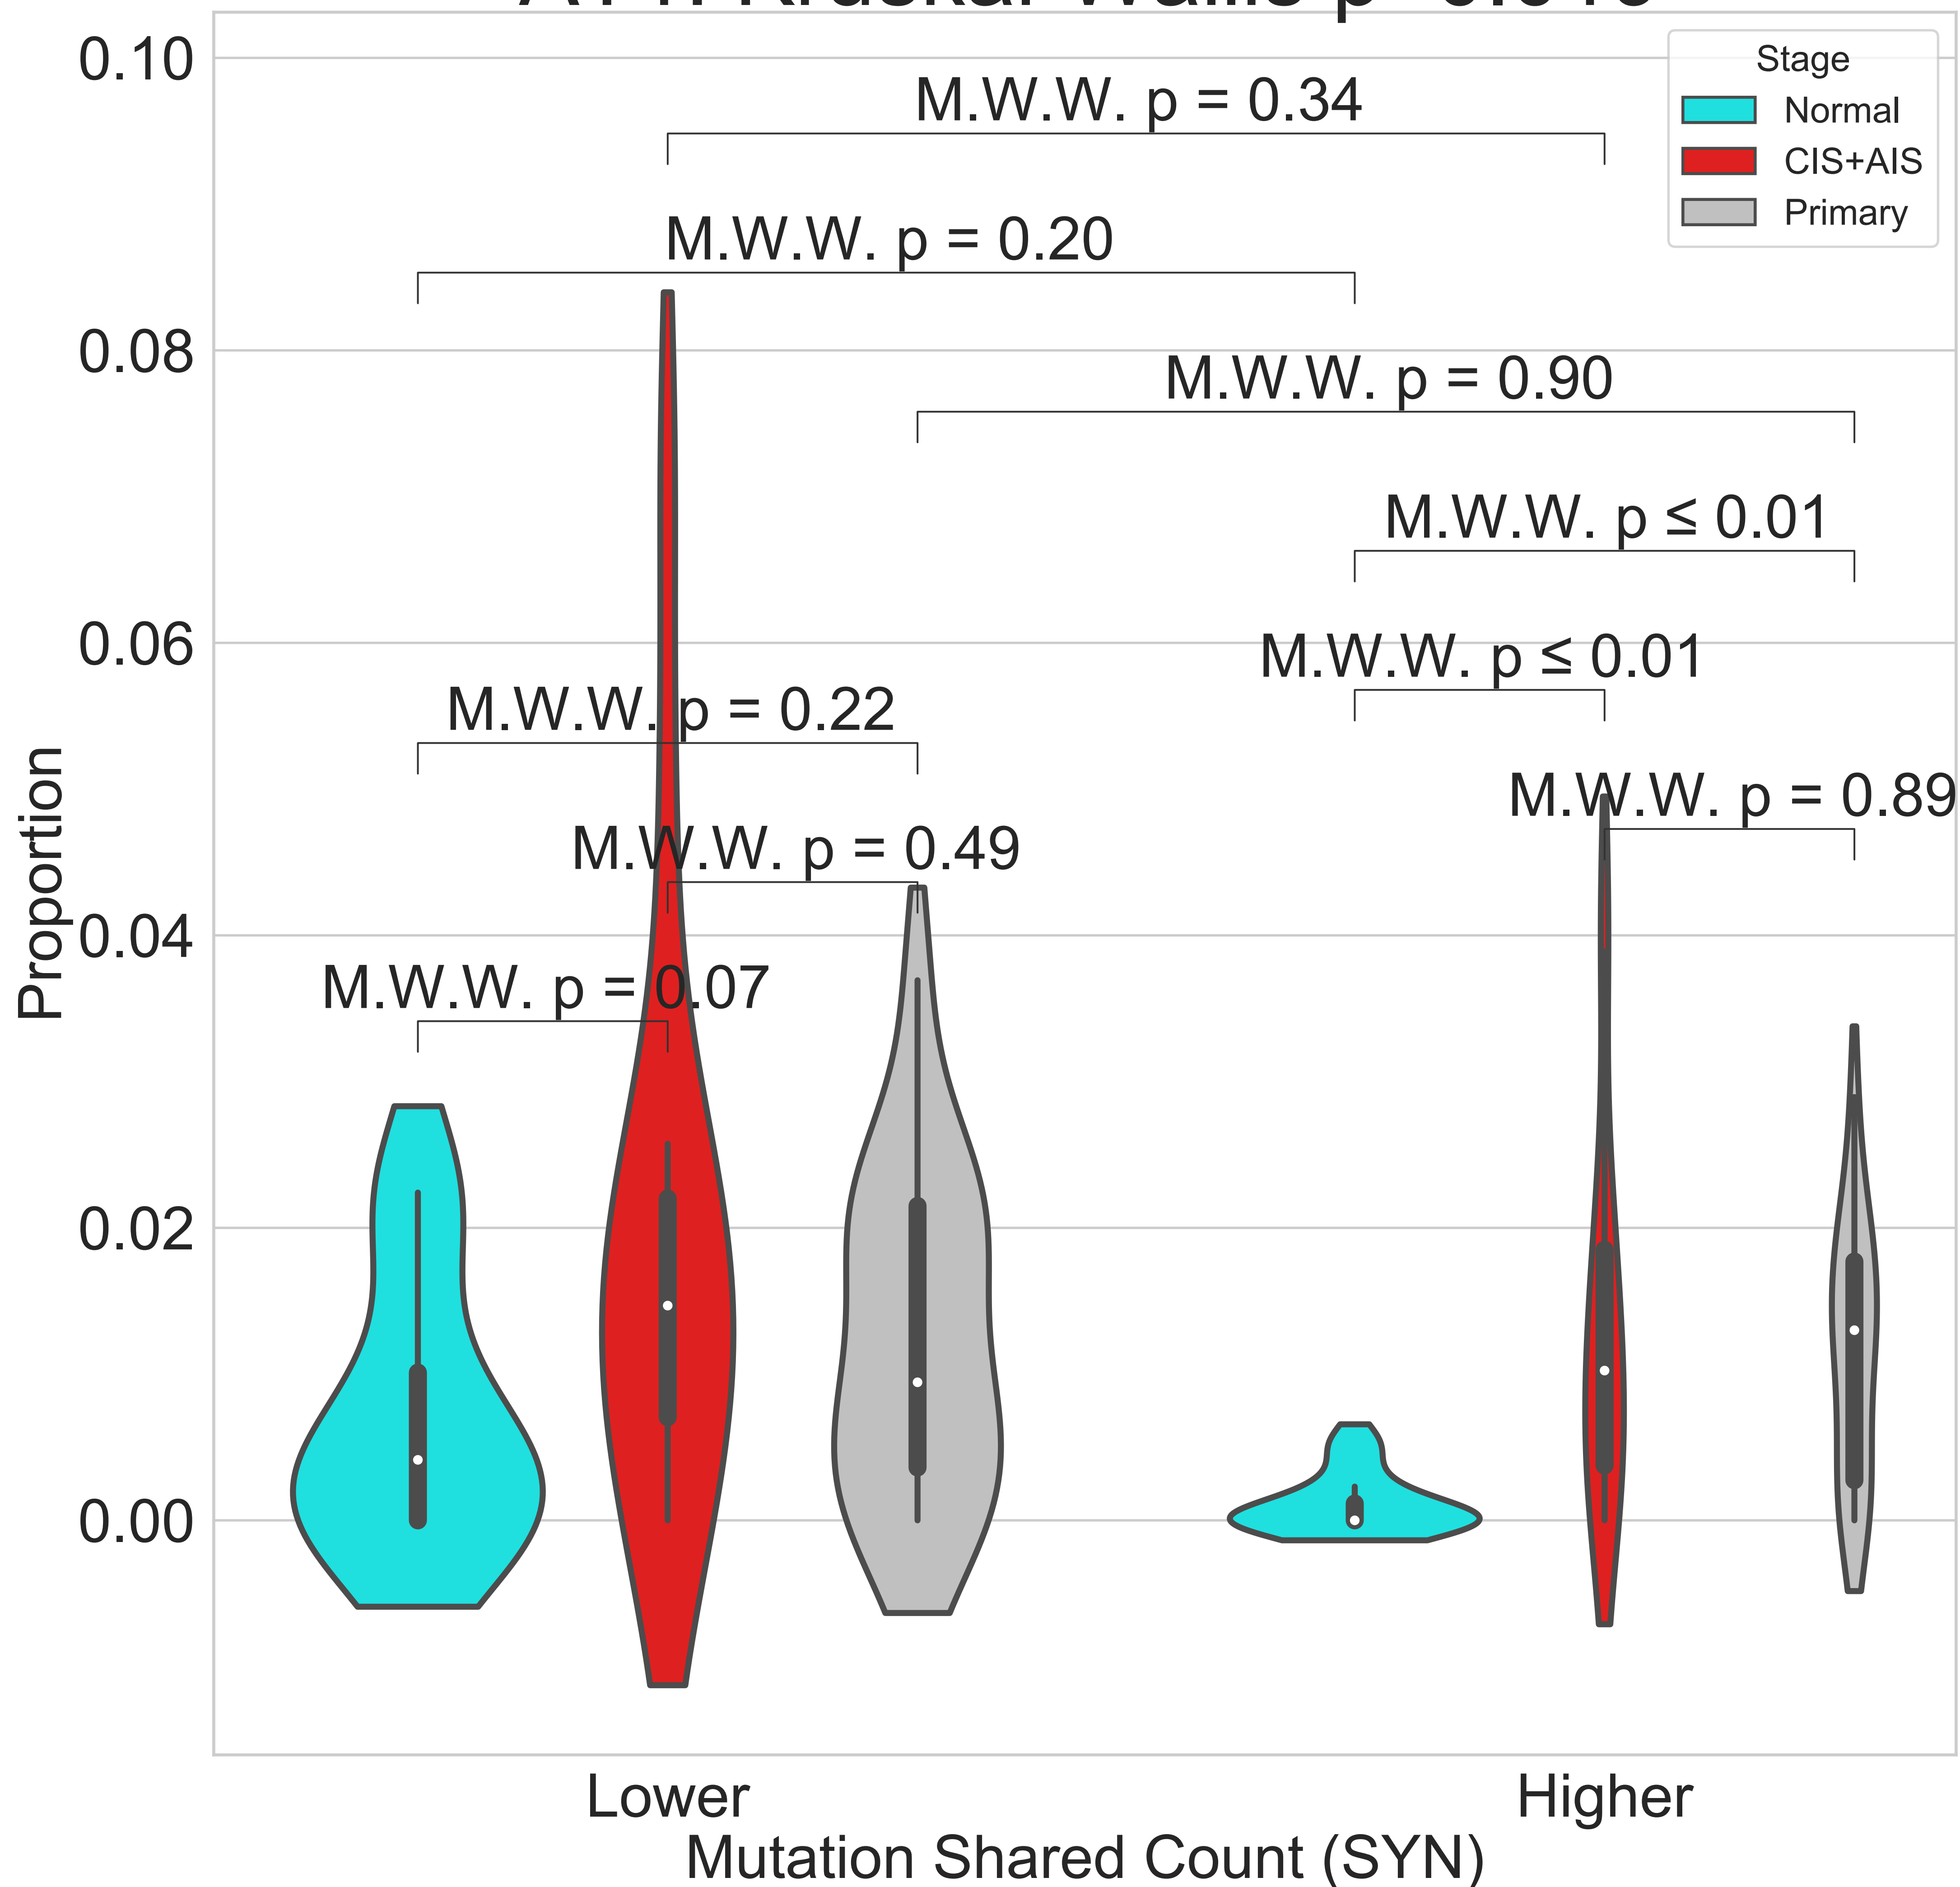 0.10
0.08
0.06
0.04
0.02
0.00
Proportion
M.W.W. p = 0.34
M.W.W. p = 0.20
M.W.W. p = 0.90
M.W.W. p ≤ 0.01
M.W.W. p ≤ 0.01
M.W.W. p = 0.22
M.W.W. p = 0.89
M.W.W. p = 0.49
M.W.W. p = 0.07
Stage
Normal
CIS+AIS
Primary
Lower
Higher
Mutation Shared Count (SYN)